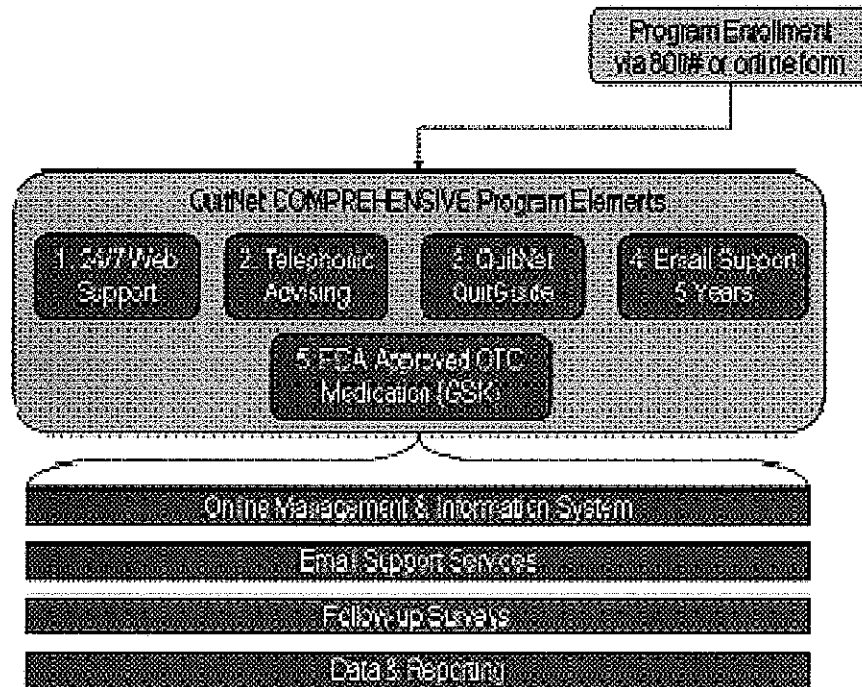 Program Enrollment
via 800# or online form
QuitNet COMPREHENSIVE Program Elements
1. 24/7 Web
Support
2. Telephonic
Advising
3. QuitNet
QuitGuide
4. Email Support
5 Years
5. FDA Approved OTC
Medication (GSK)
Online Management & Information System
Email Support Services
Follow-up Surveys
Data & Reporting